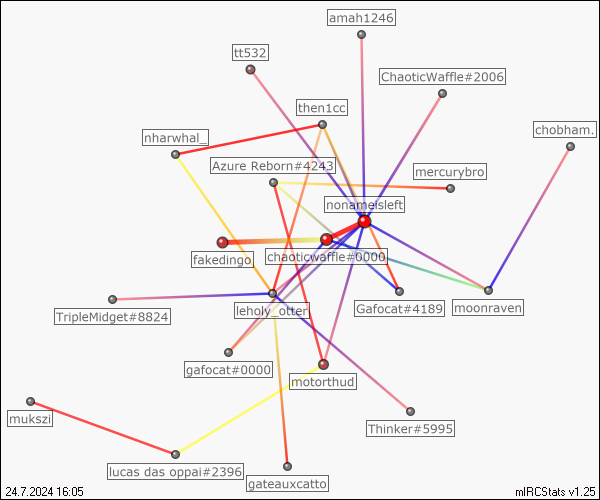 amah1246
tt532
ChaoticWaffle#2006
then1cc
chobham.
nharwhal_
Azure Reborn#4243
mercurybro
nonameisleft
chaoticwaffle#0000
fakedingo
Gafocat#4189
moonraven
leholy_otter
TripleMidget#8824
gafocat#0000
motorthud
mukszi
Thinker#5995
lucas das oppai#2396
gateauxcatto
24.7.2024 16:05
mIRCStats v1.25